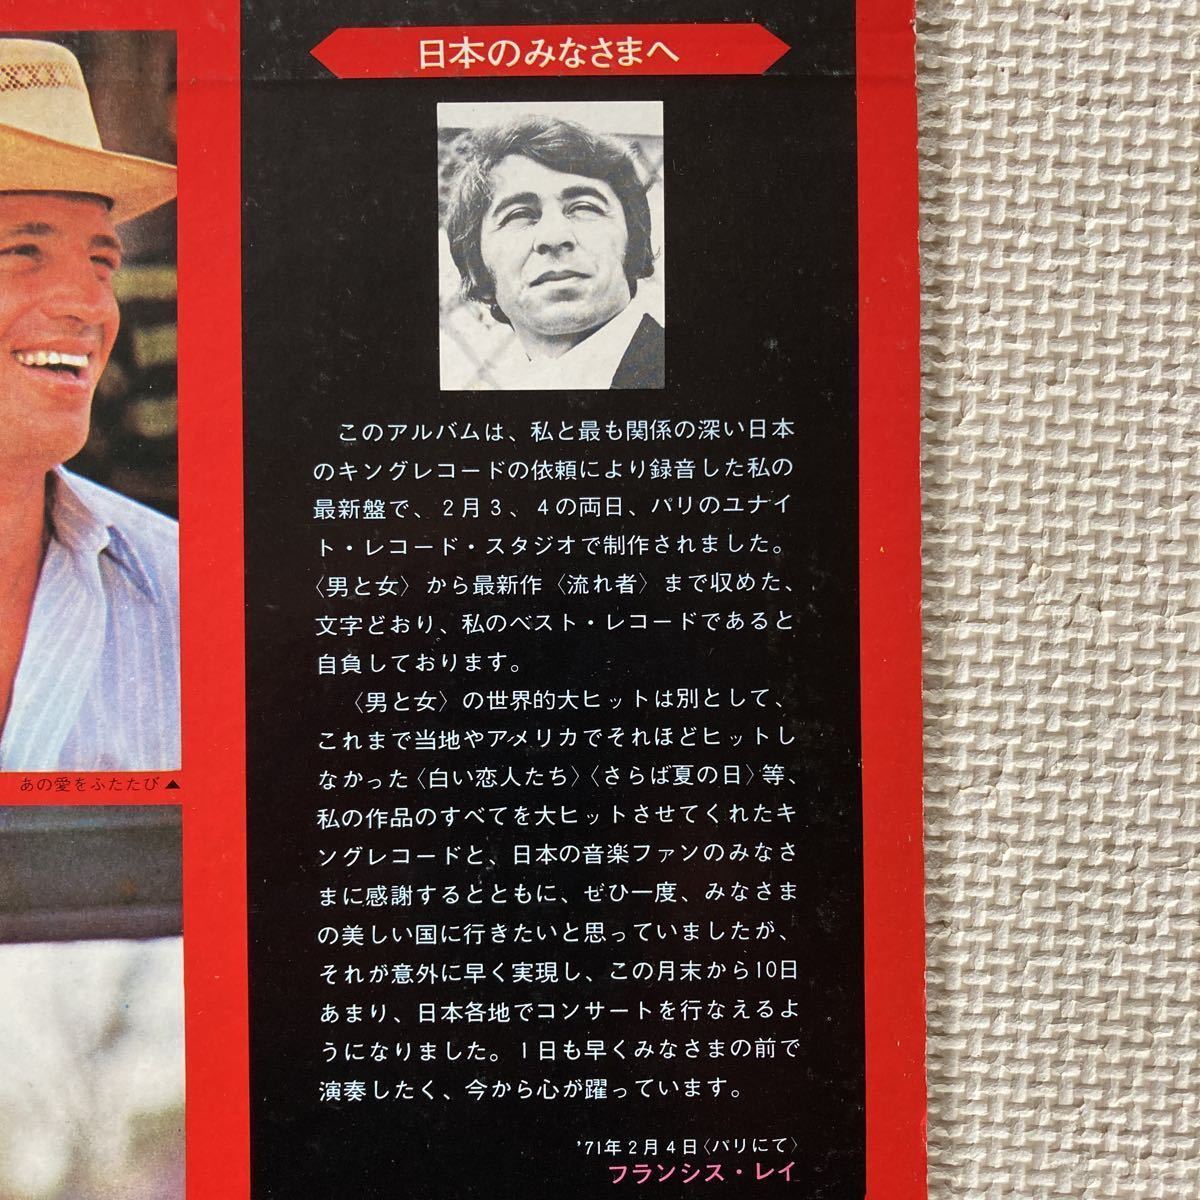 日本のみなさまへ
このアルバムは、私と最も関係の深い日本
のキングレコードの依頼により録音した私の
最新盤で、2月3、4の両日、パリのユナイ
ト・レコード・スタジオで制作されました。
〈男と女〉から最新作〈流れ者〉まで収めた、
文字どおり、私のベスト・レコードであると
自負しております。
〈男と女〉の世界的大ヒットは別として、
これまで当地やアメリカでそれほどヒットし
なかった〈白い恋人たち〉〈さらば夏の日〉等、
私の作品のすべてを大ヒットさせてくれたキ
ングレコードと、日本の音楽ファンのみなさ
まに感謝するとともに、ぜひ一度、みなさま
の美しい国に行きたいと思っていましたが、
それが意外に早く実現し、この月末から10日
あまり、日本各地でコンサートを行なえるよ
うになりました。1日も早くみなさまの前で
演奏したく、今から心が躍っています。
'71年2月4日〈パリにて〉
フランシス・レイ
あの愛をふたたび▲